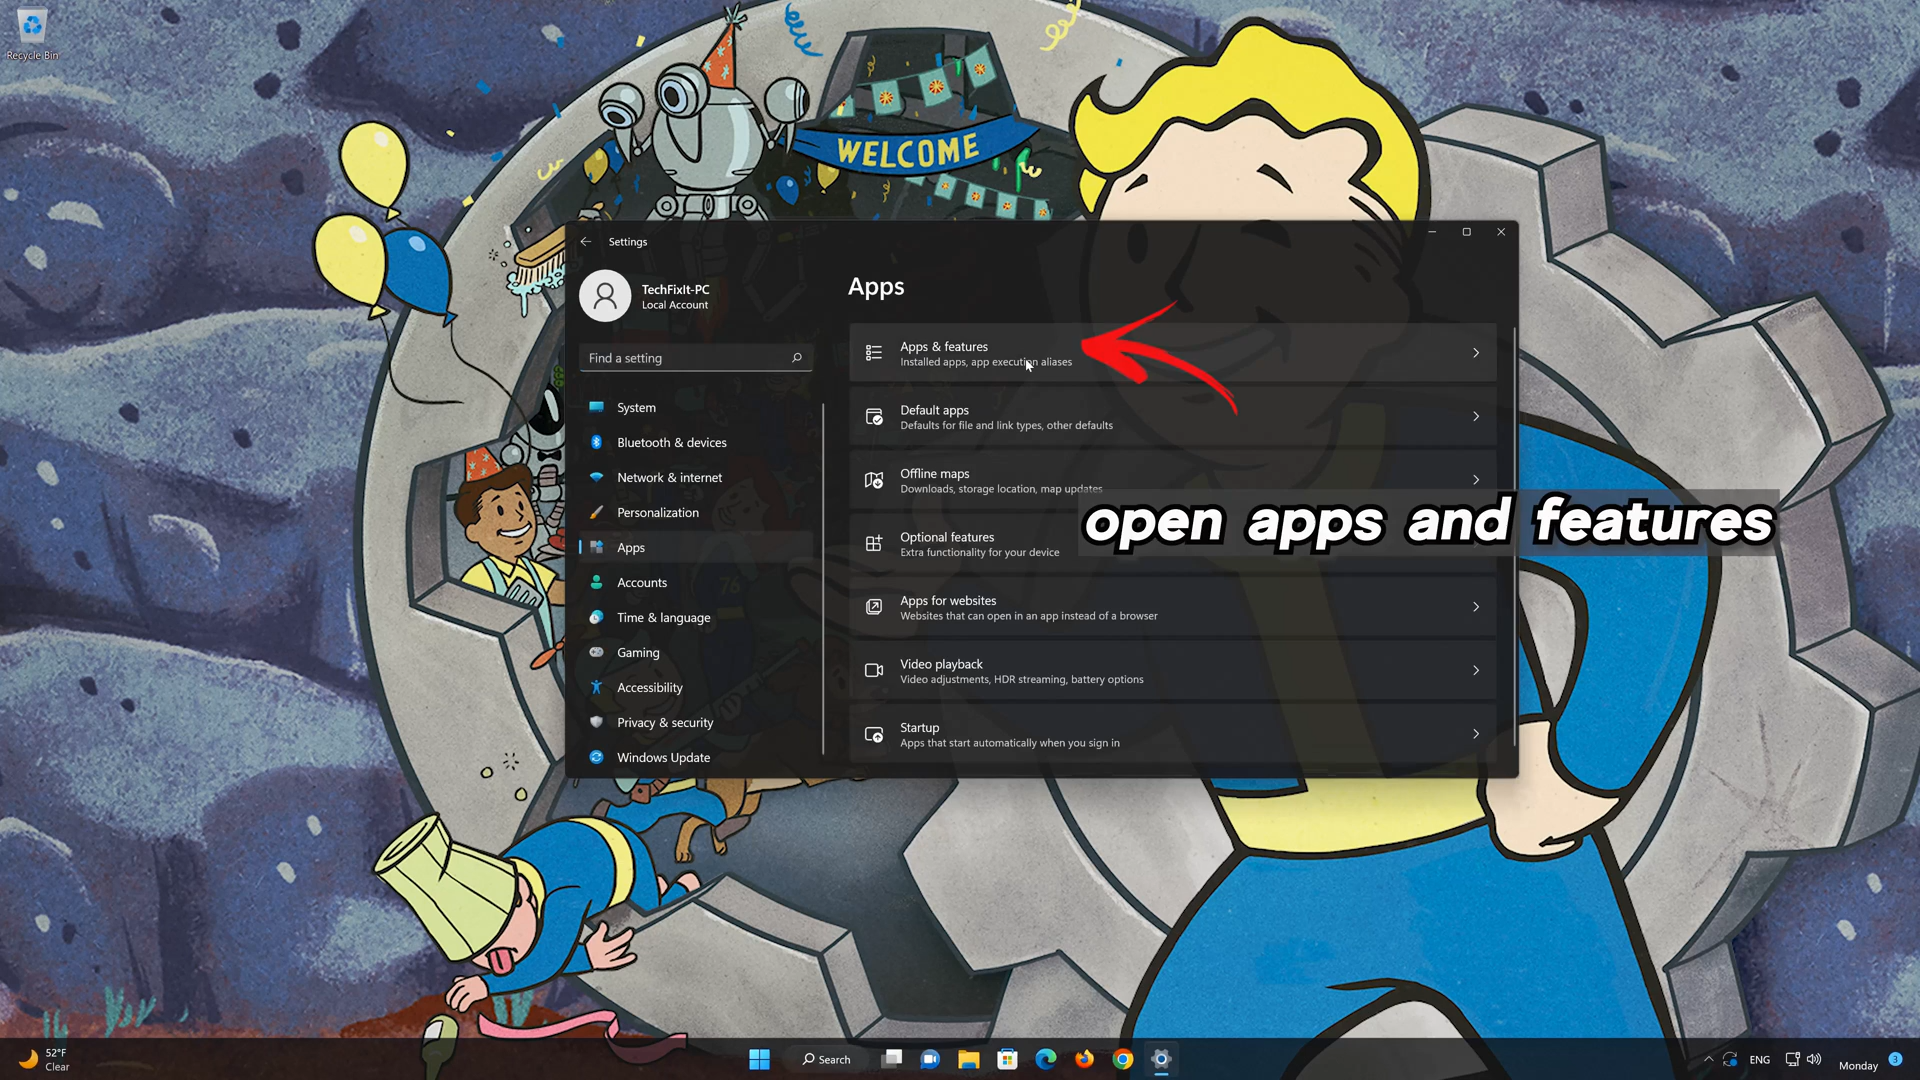 Recycle Bin
WELCOME
Settings
TechFixIt-PC
Local Account
Find a setting
System
Bluetooth & devices
Network & internet
Personalization
Apps
Accounts
Time & language
Gaming
Accessibility
Privacy & security
Windows Update
Apps
Apps & features
Installed apps, app execution aliases
Default apps
Defaults for file and link types, other defaults
Offline maps
Downloads, storage location, map updates
open apps and features
Optional features
Extra functionality for your device
Apps for websites
Websites that can open in an app instead of a browser
Video playback
Video adjustments, HDR streaming, battery options
Startup
Apps that start automatically when you sign in
76
52°F
Clear
Search
ENG
Monday
3